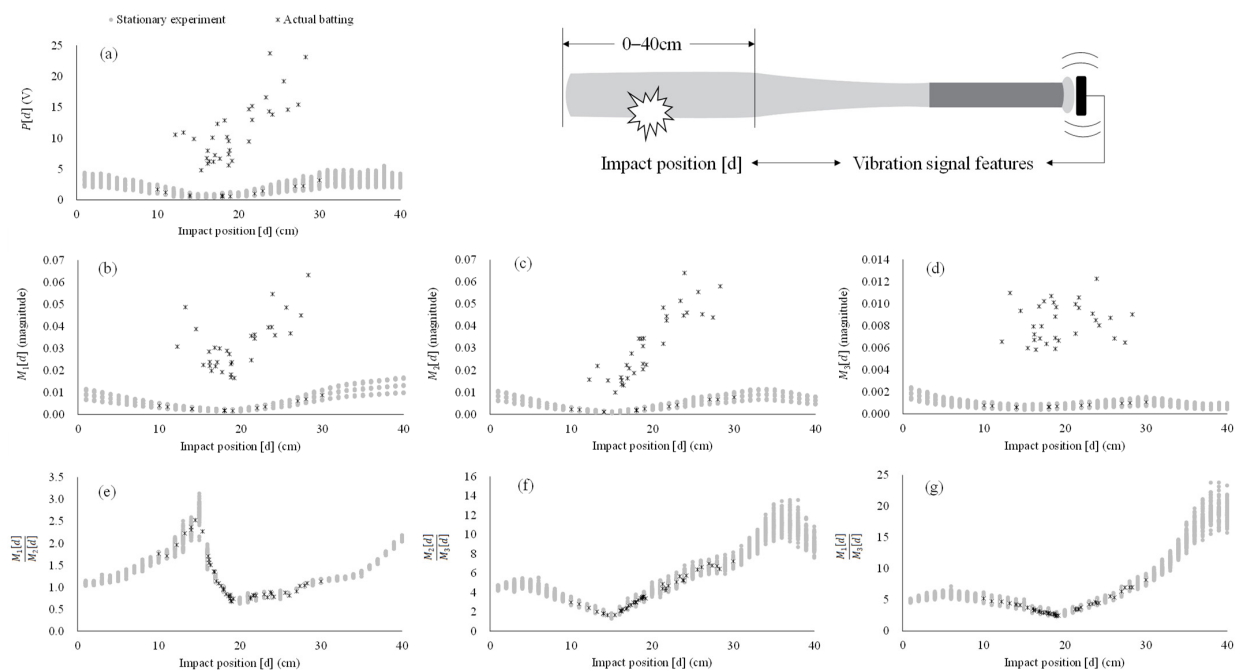 Stationary experiment
Actual batting
(a)
25
20
15
10
5
0
P[d] (V)
0 10 20 30 40
Impact position [d] (cm)
0–40cm
Impact position [d]
Vibration signal features
(b)
0.07
0.06
0.05
0.04
0.03
0.02
0.01
0.00
M₁[d] (magnitude)
0 10 20 30 40
Impact position [d] (cm)
(c)
0.07
0.06
0.05
0.04
0.03
0.02
0.01
0.00
M₂[d] (magnitude)
0 10 20 30 40
Impact position [d] (cm)
(d)
0.014
0.012
0.010
0.008
0.006
0.004
0.002
0.000
M₃[d] (magnitude)
0 10 20 30 40
Impact position [d] (cm)
(e)
3.5
3.0
2.5
2.0
1.5
1.0
0.5
0.0
M₁[d]
M₂[d]
0 10 20 30 40
Impact position [d] (cm)
(f)
16
14
12
10
8
6
4
2
0
M₂[d]
M₃[d]
0 10 20 30 40
Impact position [d] (cm)
(g)
25
20
15
10
5
0
M₁[d]
M₃[d]
0 10 20 30 40
Impact position [d] (cm)